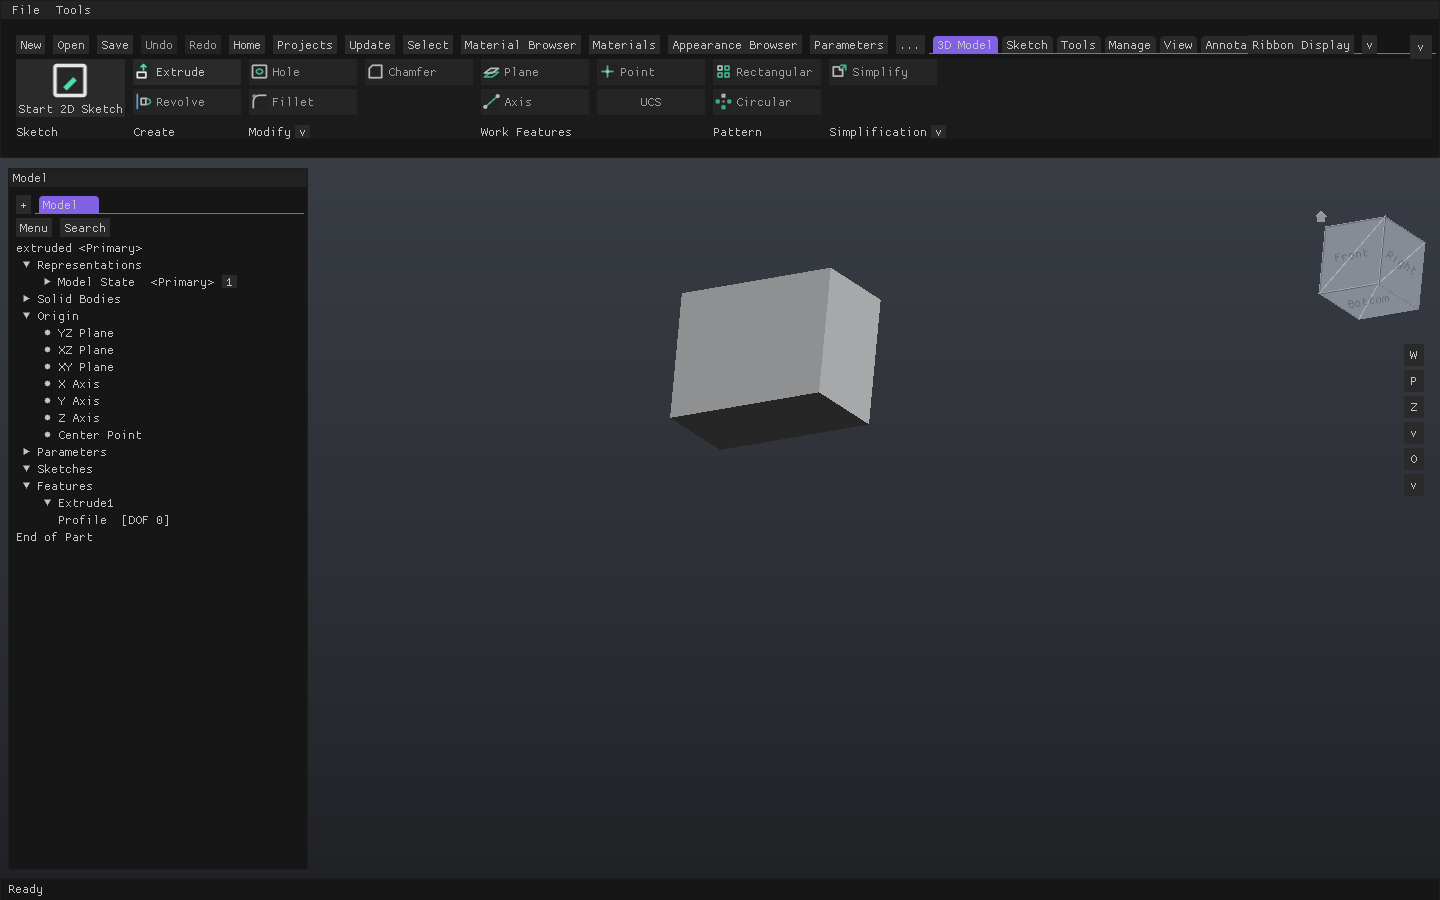 File Tools
New Open Save Undo Redo Home Projects Update Select Material Browser Materials Appearance Browser Parameters ... 3D Model Sketch Tools Manage View Annota Ribbon Display v v
Start 2D Sketch Extrude Hole Chamfer Plane Point Rectangular Simplify
Revolve Fillet Axis UCS Circular
Sketch Create Modify v Work Features Pattern Simplification v
Model
+ Model
Menu Search
extruded <Primary>
Representations
Model State <Primary> 1
Solid Bodies
Origin
YZ Plane
XZ Plane
XY Plane
X Axis
Y Axis
Z Axis
Center Point
Parameters
Sketches
Features
Extrude1
Profile [DOF 0]
End of Part
Front Right
Bottom
W
P
Z
v
O
v
Ready